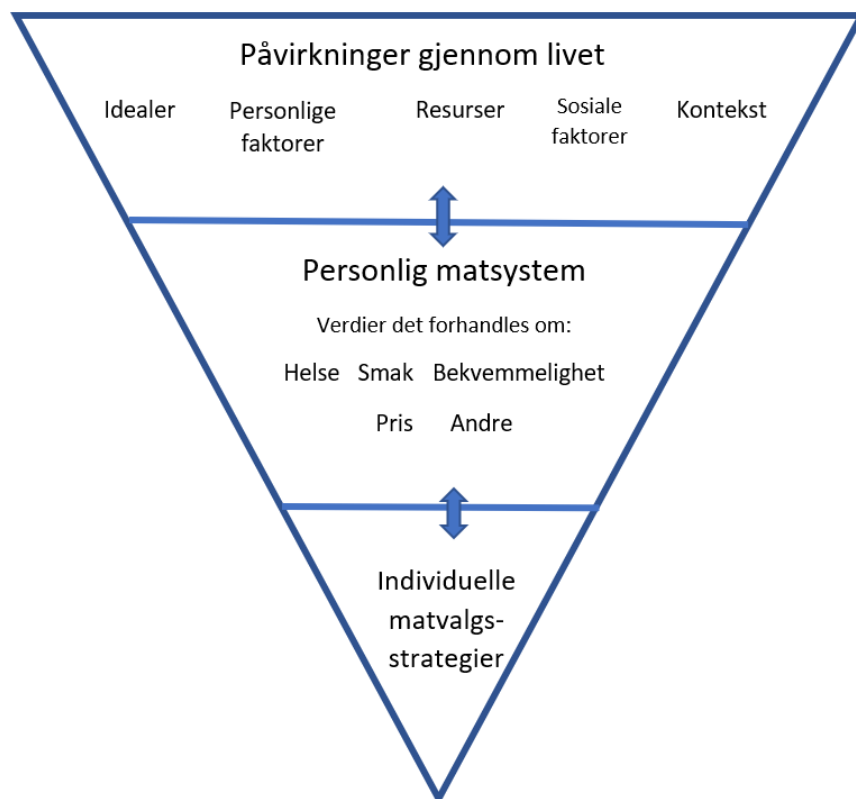 Påvirkninger gjennom livet
Idealer Personlige faktorer Resurser Sosiale faktorer Kontekst
Personlig matsystem
Verdier det forhandles om:
Helse Smak Bekvemmelighet
Pris Andre
Individuelle
matvalgs-
strategier